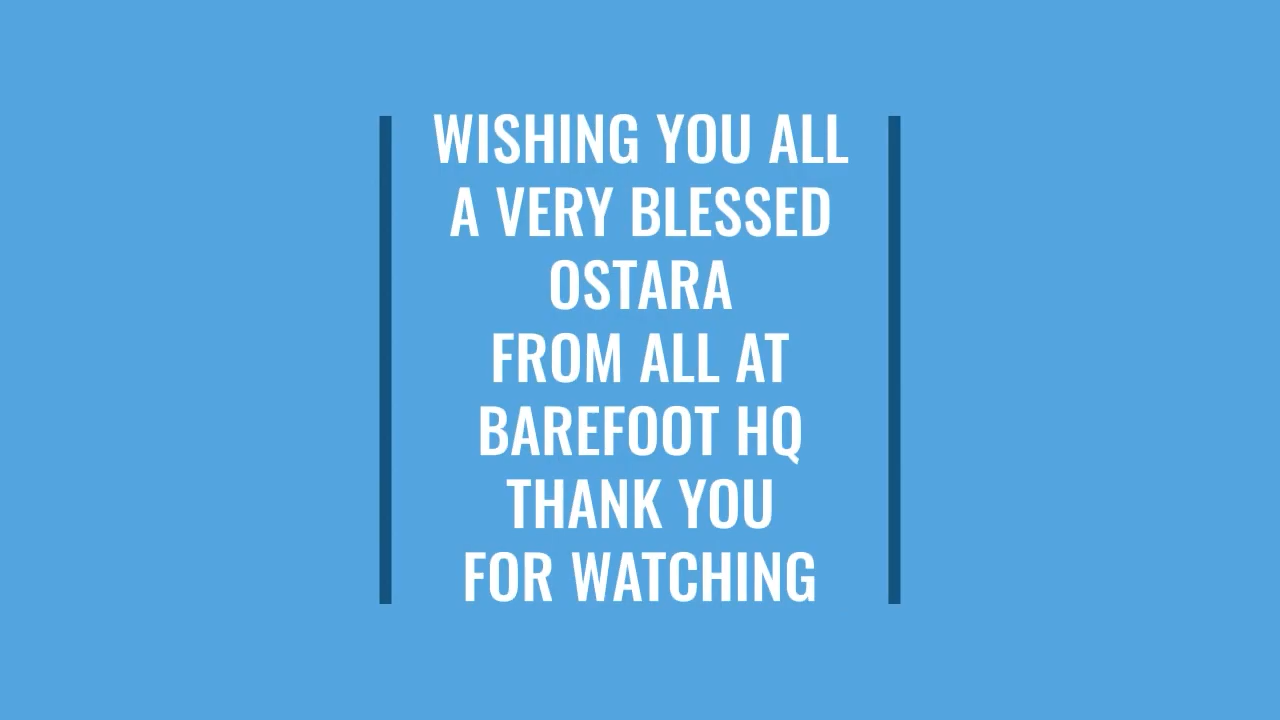 WISHING YOU ALL
A VERY BLESSED
OSTARA
FROM ALL AT
BAREFOOT HQ
THANK YOU
FOR WATCHING